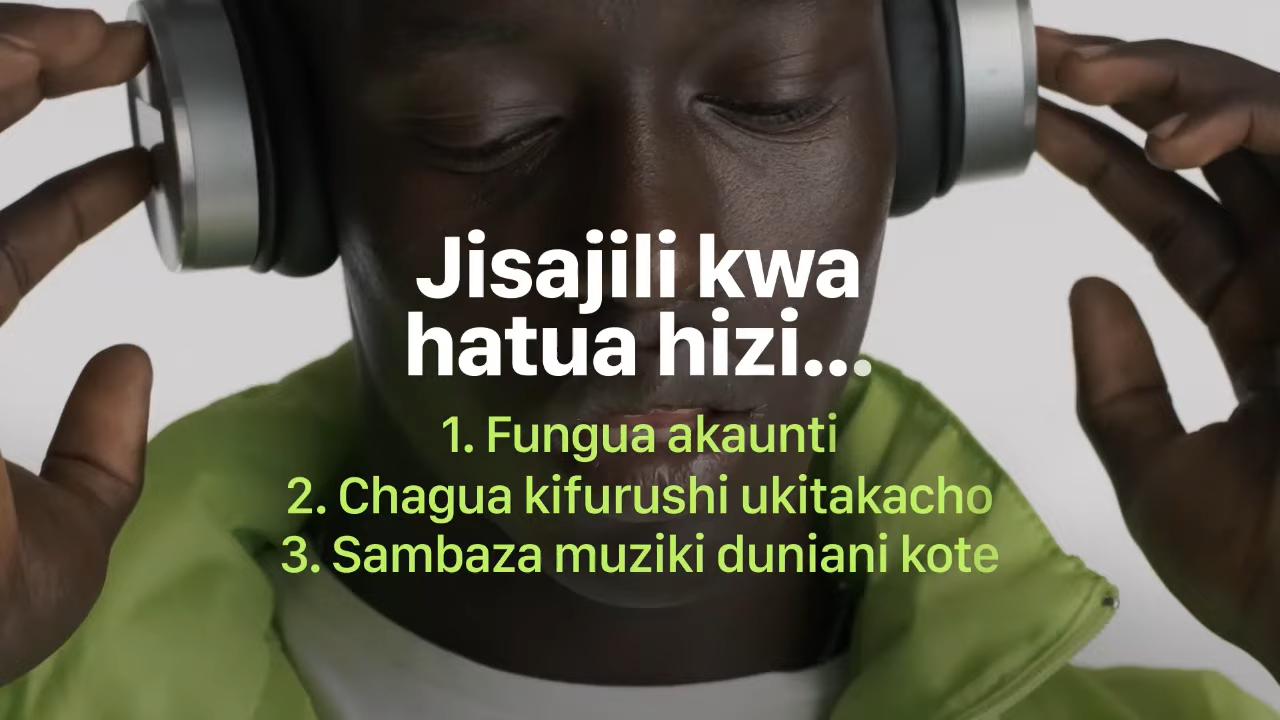 Jisajili kwa
hatua hizi...
1. Fungua akaunti
2. Chagua kifurushi ukitakacho
3. Sambaza muziki duniani kote